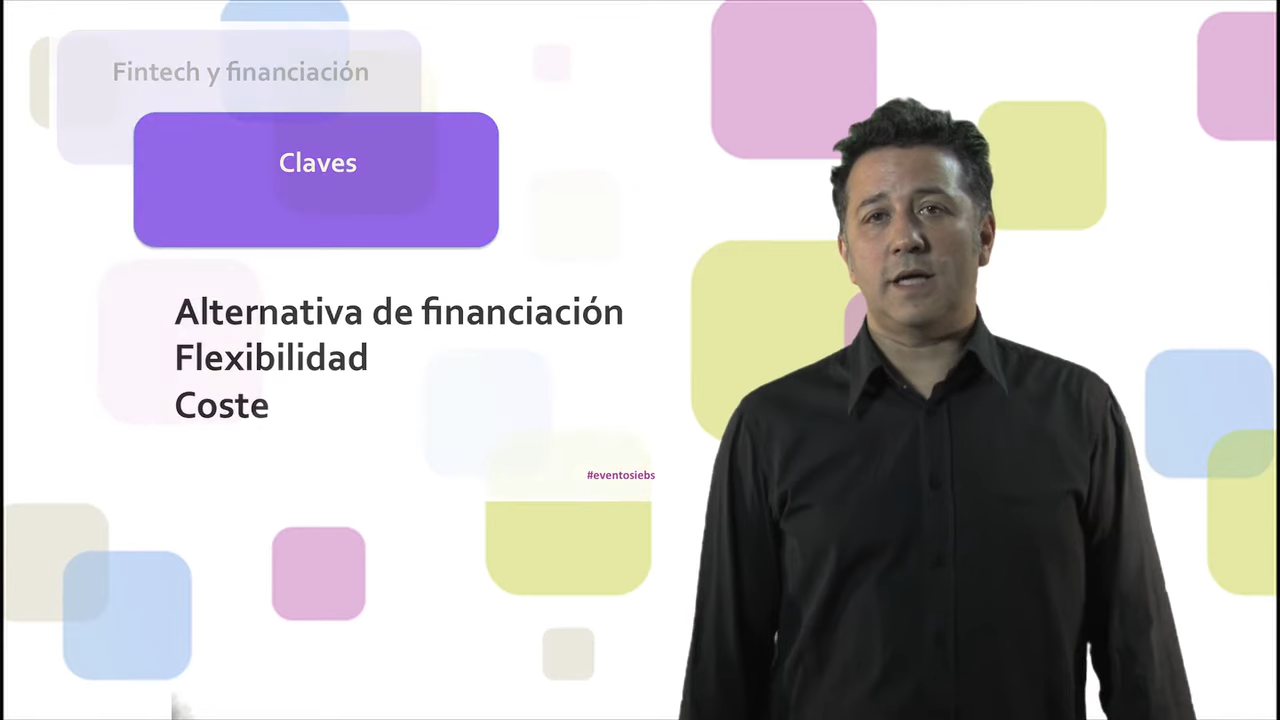 Fintech y financiación
Claves
Alternativa de financiación
Flexibilidad
Coste
#eventosiebs